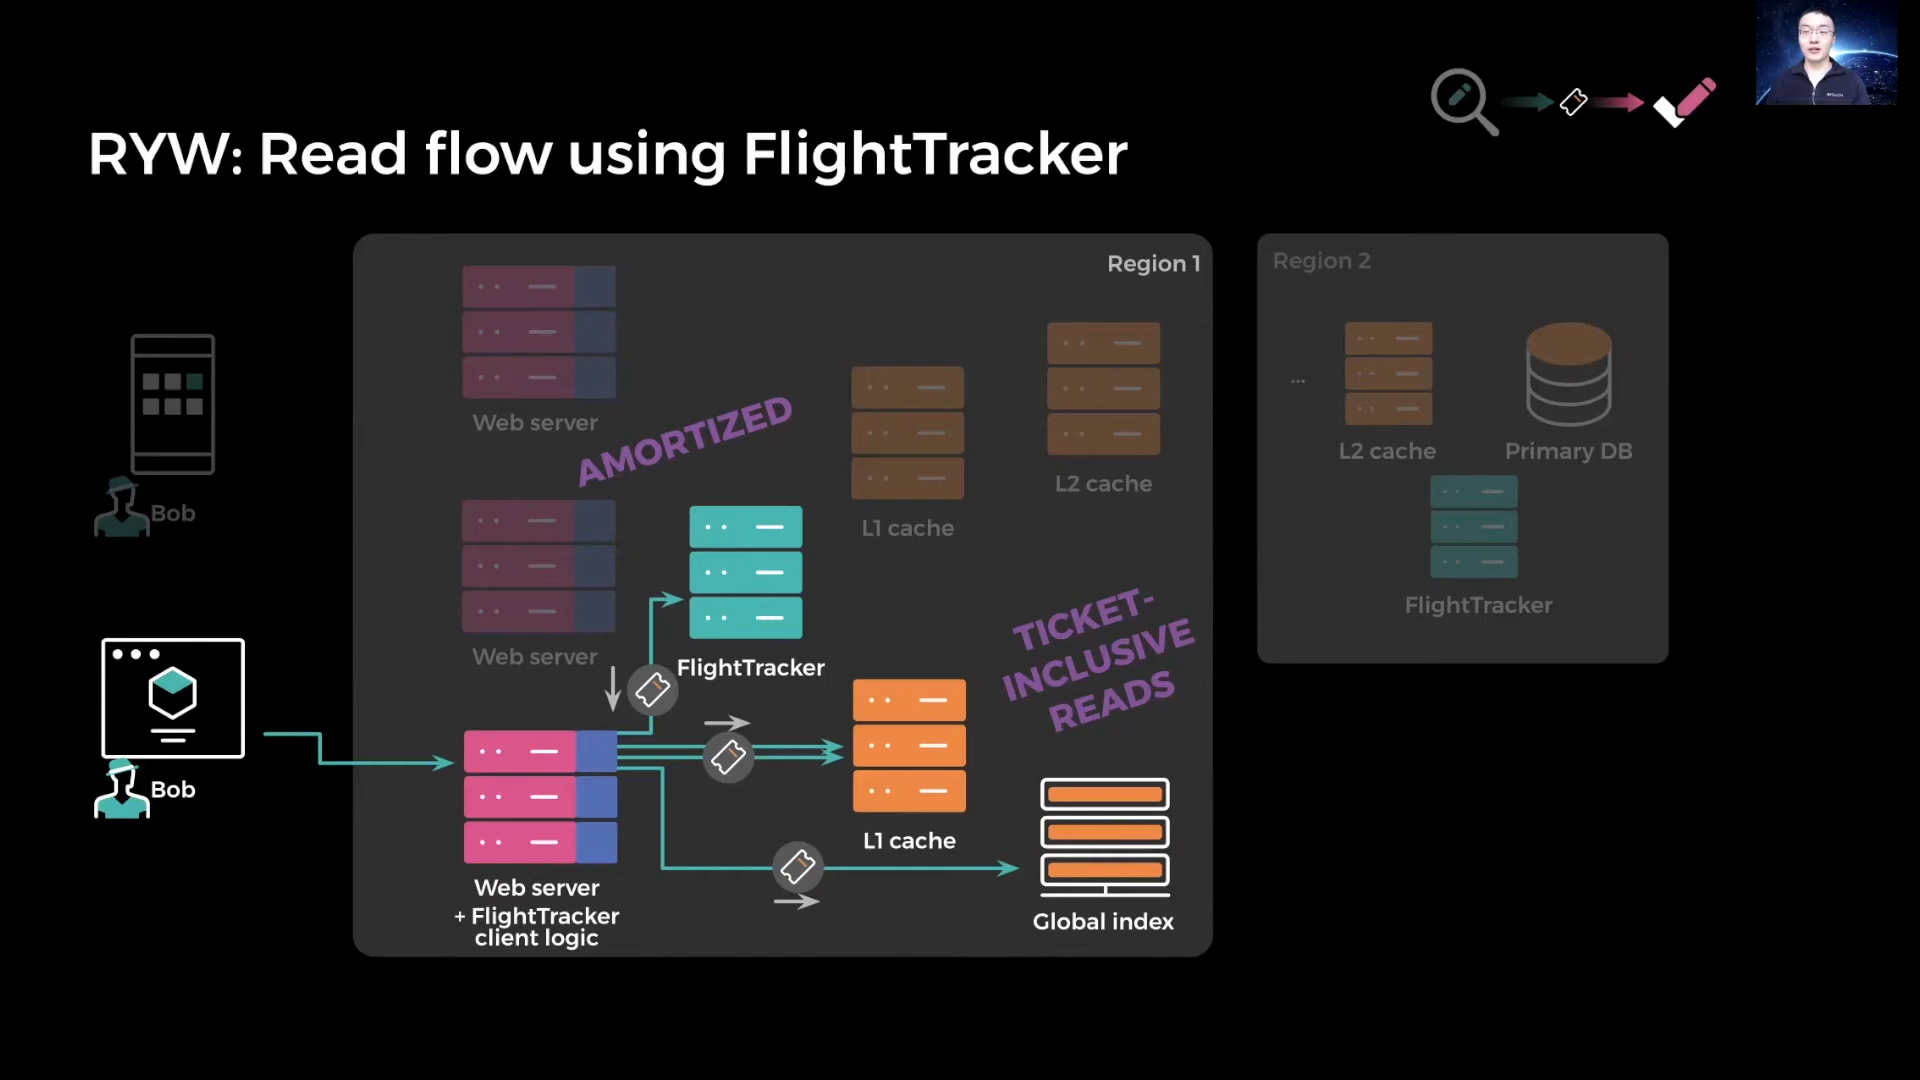 RYW: Read flow using FlightTracker
Region 1
Region 2
Web server
AMORTIZED
L1 cache
L2 cache
...
L2 cache
Primary DB
Bob
Web server
FlightTracker
FlightTracker
TICKET-
INCLUSIVE
READS
Bob
L1 cache
Web server
+ FlightTracker
client logic
Global index